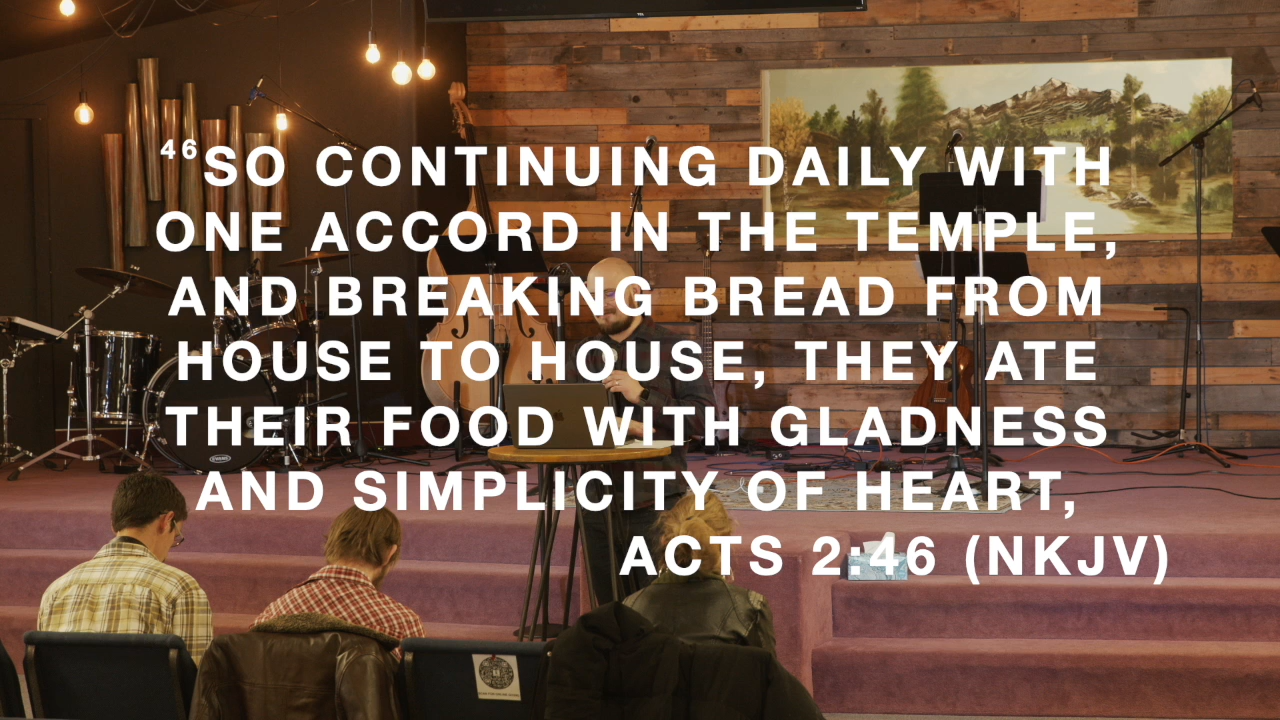 ⁴⁶SO CONTINUING DAILY WITH
ONE ACCORD IN THE TEMPLE,
AND BREAKING BREAD FROM
HOUSE TO HOUSE, THEY ATE
THEIR FOOD WITH GLADNESS
AND SIMPLICITY OF HEART,
ACTS 2:46 (NKJV)